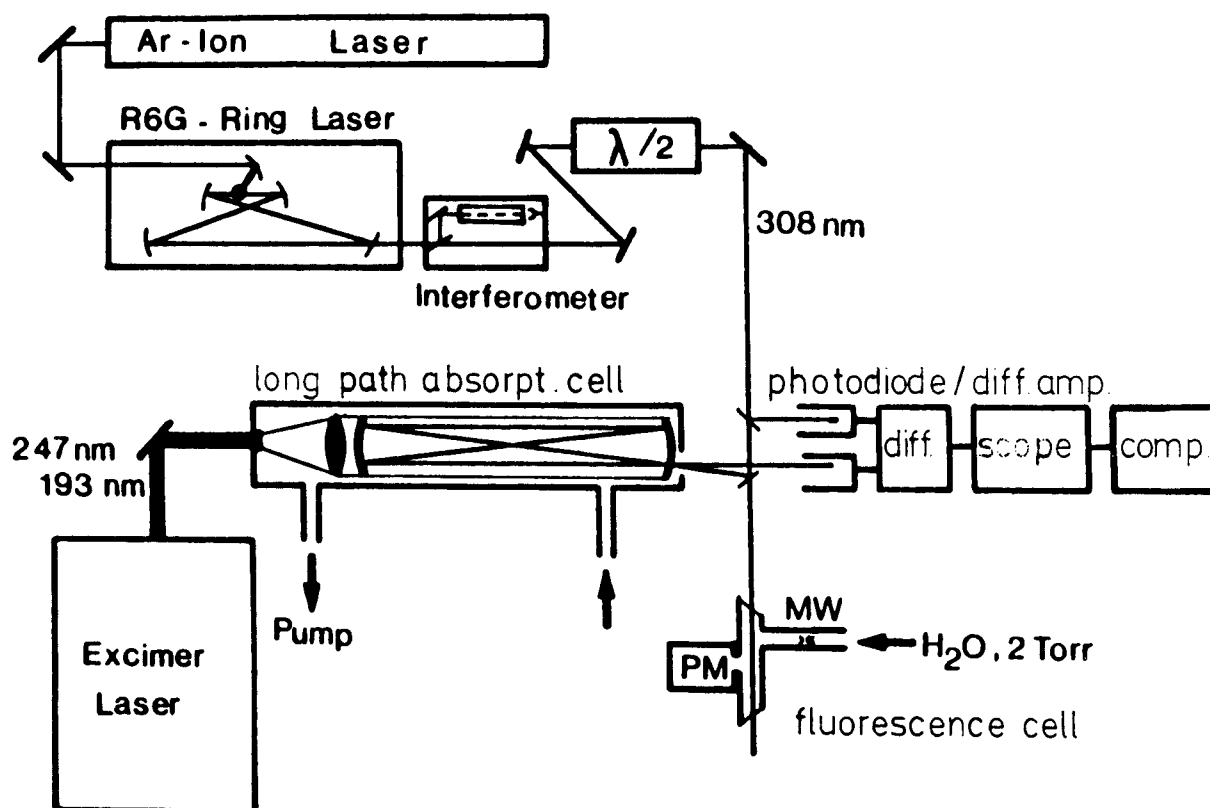 Ar - Ion Laser
R6G - Ring Laser
λ/2
308 nm
Interferometer
long path absorpt. cell
photodiode / diff. amp.
247 nm
193 nm
diff.
scope
comp.
Pump
MW
Excimer
Laser
PM
H₂O, 2 Torr
fluorescence cell